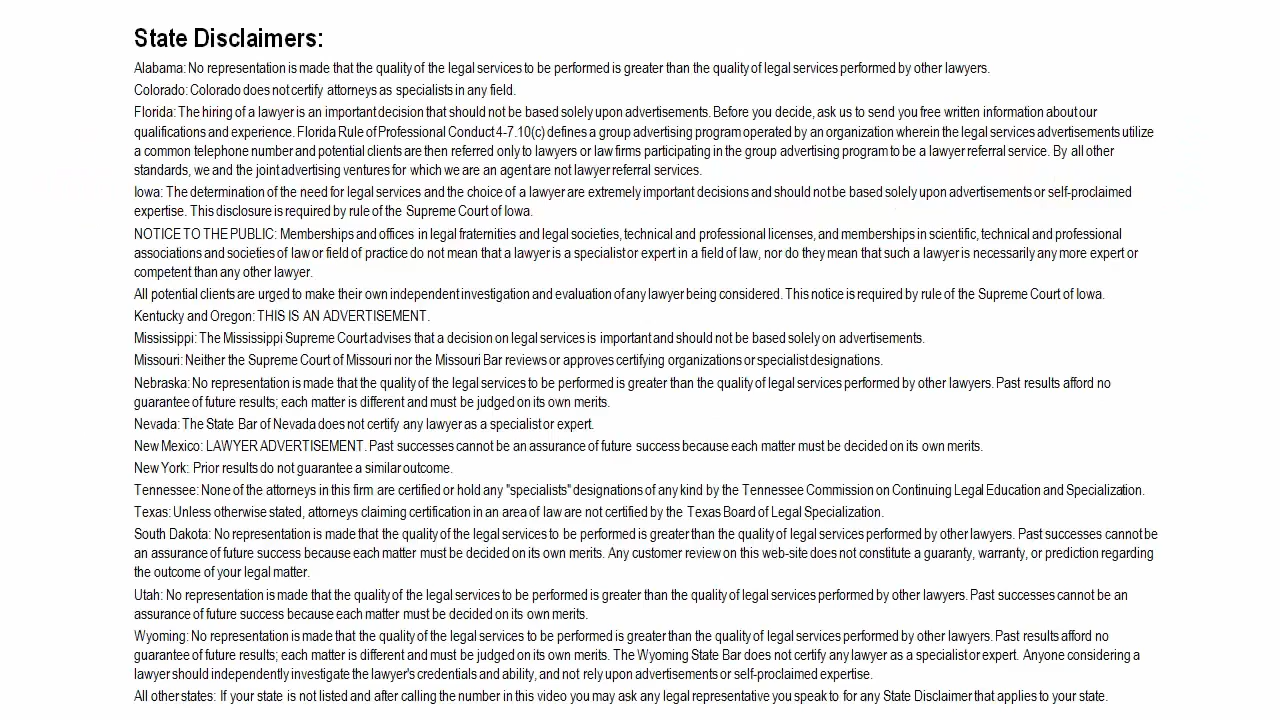 State Disclaimers:
Alabama: No representation is made that the quality of the legal services to be performed is greater than the quality of legal services performed by other lawyers.
Colorado: Colorado does not certify attorneys as specialists in any field.
Florida: The hiring of a lawyer is an important decision that should not be based solely upon advertisements. Before you decide, ask us to send you free written information about our
qualifications and experience. Florida Rule of Professional Conduct 4-7.10(c) defines a group advertising program operated by an organization wherein the legal services advertisements utilize
a common telephone number and potential clients are then referred only to lawyers or law firms participating in the group advertising program to be a lawyer referral service. By all other
standards, we and the joint advertising ventures for which we are an agent are not lawyer referral services.
Iowa: The determination of the need for legal services and the choice of a lawyer are extremely important decisions and should not be based solely upon advertisements or self-proclaimed
expertise. This disclosure is required by rule of the Supreme Court of Iowa.
NOTICE TO THE PUBLIC: Memberships and offices in legal fraternities and legal societies, technical and professional licenses, and memberships in scientific, technical and professional
associations and societies of law or field of practice do not mean that a lawyer is a specialist or expert in a field of law, nor do they mean that such a lawyer is necessarily any more expert or
competent than any other lawyer.
All potential clients are urged to make their own independent investigation and evaluation of any lawyer being considered. This notice is required by rule of the Supreme Court of Iowa.
Kentucky and Oregon: THIS IS AN ADVERTISEMENT.
Mississippi: The Mississippi Supreme Court advises that a decision on legal services is important and should not be based solely on advertisements.
Missouri: Neither the Supreme Court of Missouri nor the Missouri Bar reviews or approves certifying organizations or specialist designations.
Nebraska: No representation is made that the quality of the legal services to be performed is greater than the quality of legal services performed by other lawyers. Past results afford no
guarantee of future results; each matter is different and must be judged on its own merits.
Nevada: The State Bar of Nevada does not certify any lawyer as a specialist or expert.
New Mexico: LAWYER ADVERTISEMENT. Past successes cannot be an assurance of future success because each matter must be decided on its own merits.
New York: Prior results do not guarantee a similar outcome.
Tennessee: None of the attorneys in this firm are certified or hold any "specialists" designations of any kind by the Tennessee Commission on Continuing Legal Education and Specialization.
Texas: Unless otherwise stated, attorneys claiming certification in an area of law are not certified by the Texas Board of Legal Specialization.
South Dakota: No representation is made that the quality of the legal services to be performed is greater than the quality of legal services performed by other lawyers. Past successes cannot be
an assurance of future success because each matter must be decided on its own merits. Any customer review on this web-site does not constitute a guaranty, warranty, or prediction regarding
the outcome of your legal matter.
Utah: No representation is made that the quality of the legal services to be performed is greater than the quality of legal services performed by other lawyers. Past successes cannot be an
assurance of future success because each matter must be decided on its own merits.
Wyoming: No representation is made that the quality of the legal services to be performed is greater than the quality of legal services performed by other lawyers. Past results afford no
guarantee of future results; each matter is different and must be judged on its own merits. The Wyoming State Bar does not certify any lawyer as a specialist or expert. Anyone considering a
lawyer should independently investigate the lawyer's credentials and ability, and not rely upon advertisements or self-proclaimed expertise.
All other states: If your state is not listed and after calling the number in this video you may ask any legal representative you speak to for any State Disclaimer that applies to your state.